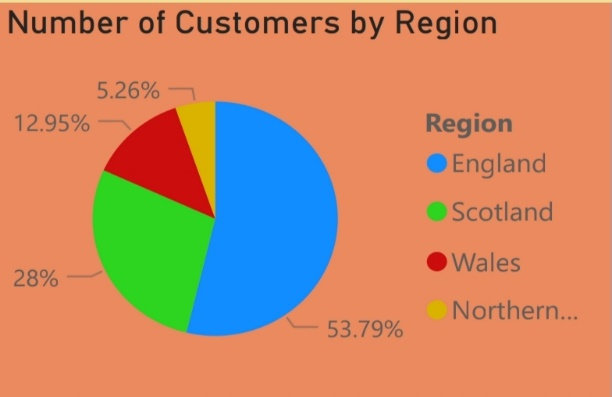 Number of Customers by Region
5.26%
12.95%
28%
53.79%
Region
England
Scotland
Wales
Northern...